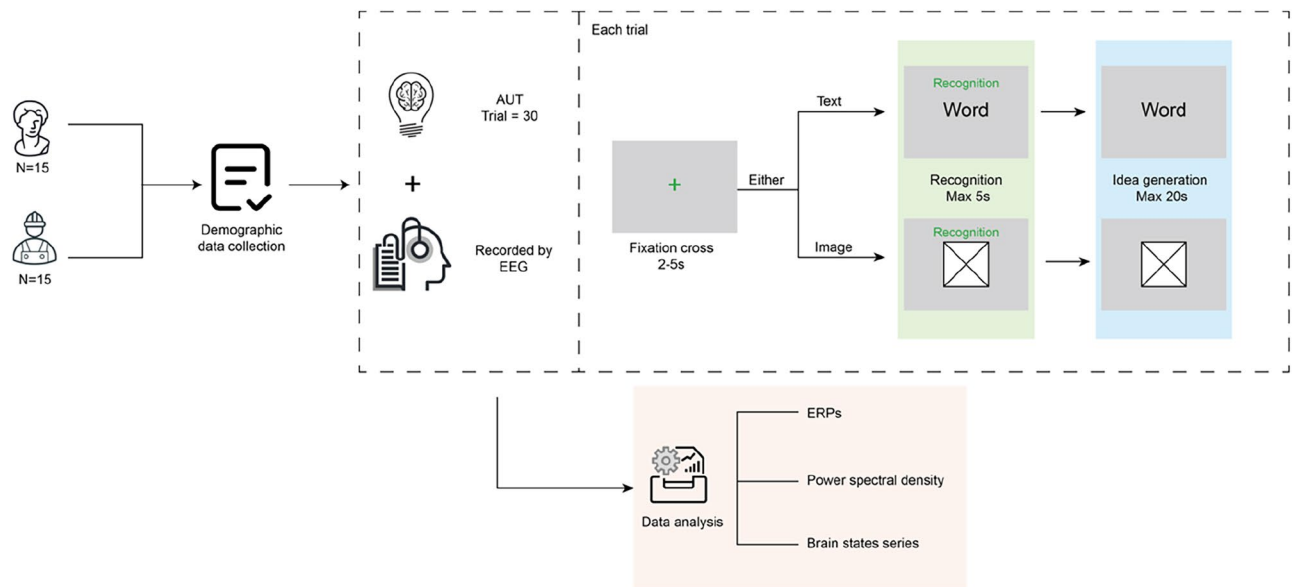 N=15
N=15
Demographic
data collection
AUT
Trial = 30
+
Recorded by
EEG
Each trial
+
Fixation cross
2-5s
Either
Text
Image
Recognition
Word
Recognition
Max 5s
Recognition
Word
Idea generation
Max 20s
Data analysis
ERPs
Power spectral density
Brain states series